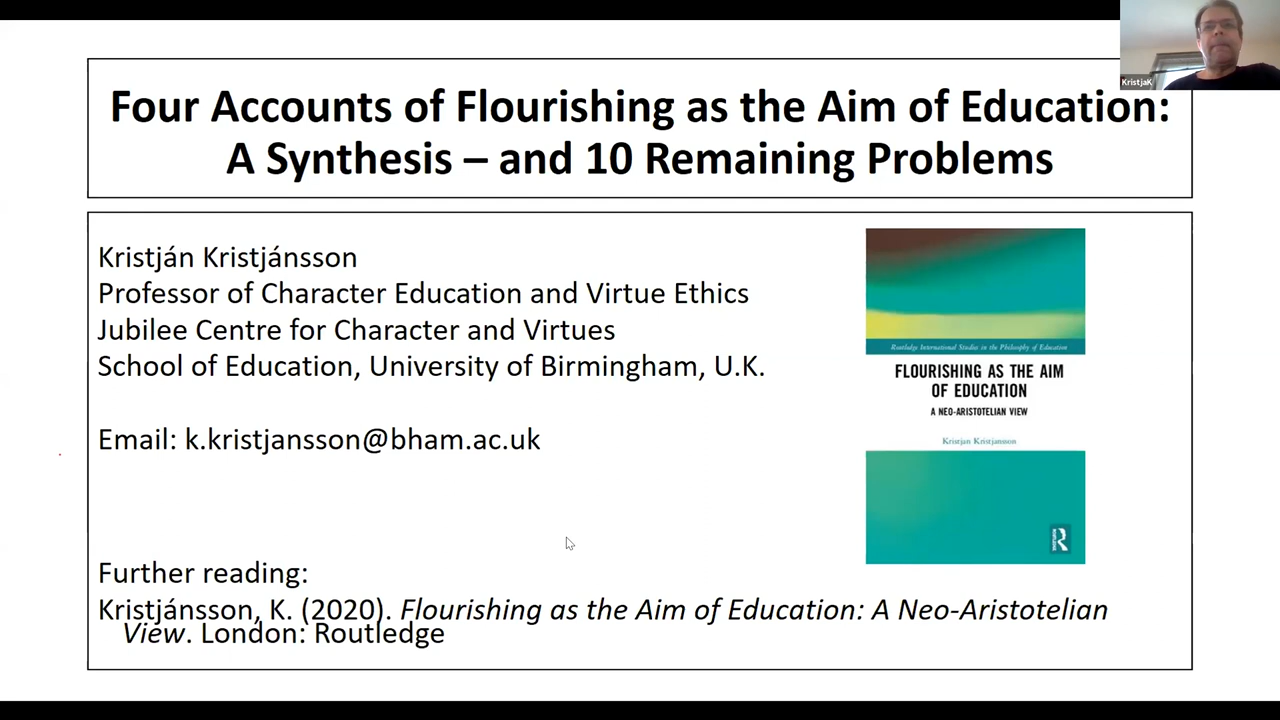 Four Accounts of Flourishing as the Aim of Education:
A Synthesis – and 10 Remaining Problems
KristjaK
Kristján Kristjánsson
Professor of Character Education and Virtue Ethics
Jubilee Centre for Character and Virtues
School of Education, University of Birmingham, U.K.
Email: k.kristjansson@bham.ac.uk
Routledge International Studies in the Philosophy of Education
FLOURISHING AS THE AIM
OF EDUCATION
A NEO-ARISTOTELIAN VIEW
Kristjan Kristjansson
Further reading:
Kristjánsson, K. (2020). Flourishing as the Aim of Education: A Neo-Aristotelian
View. London: Routledge